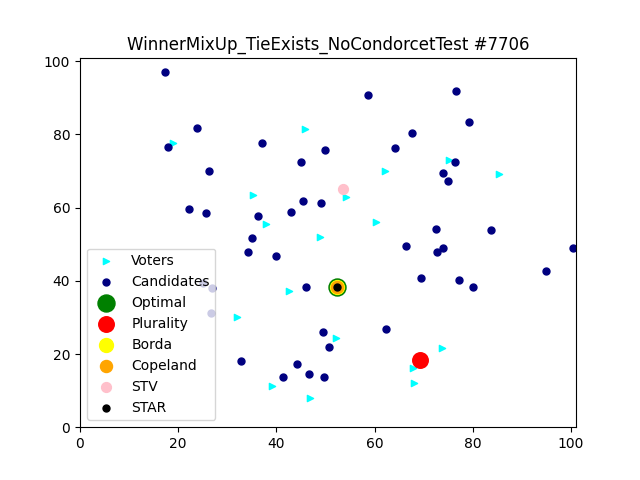 WinnerMixUp_TieExists_NoCondorcetTest #7706
100
80
60
40
20
0
0 20 40 60 80 100
Voters
Candidates
Optimal
Plurality
Borda
Copeland
STV
STAR